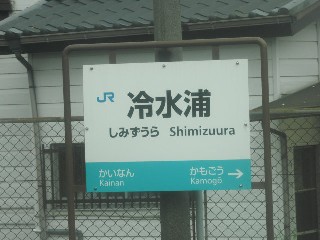 JR
冷水浦
しみずうら Shimizuura
かいなん かもごう →
Kainan Kamogō